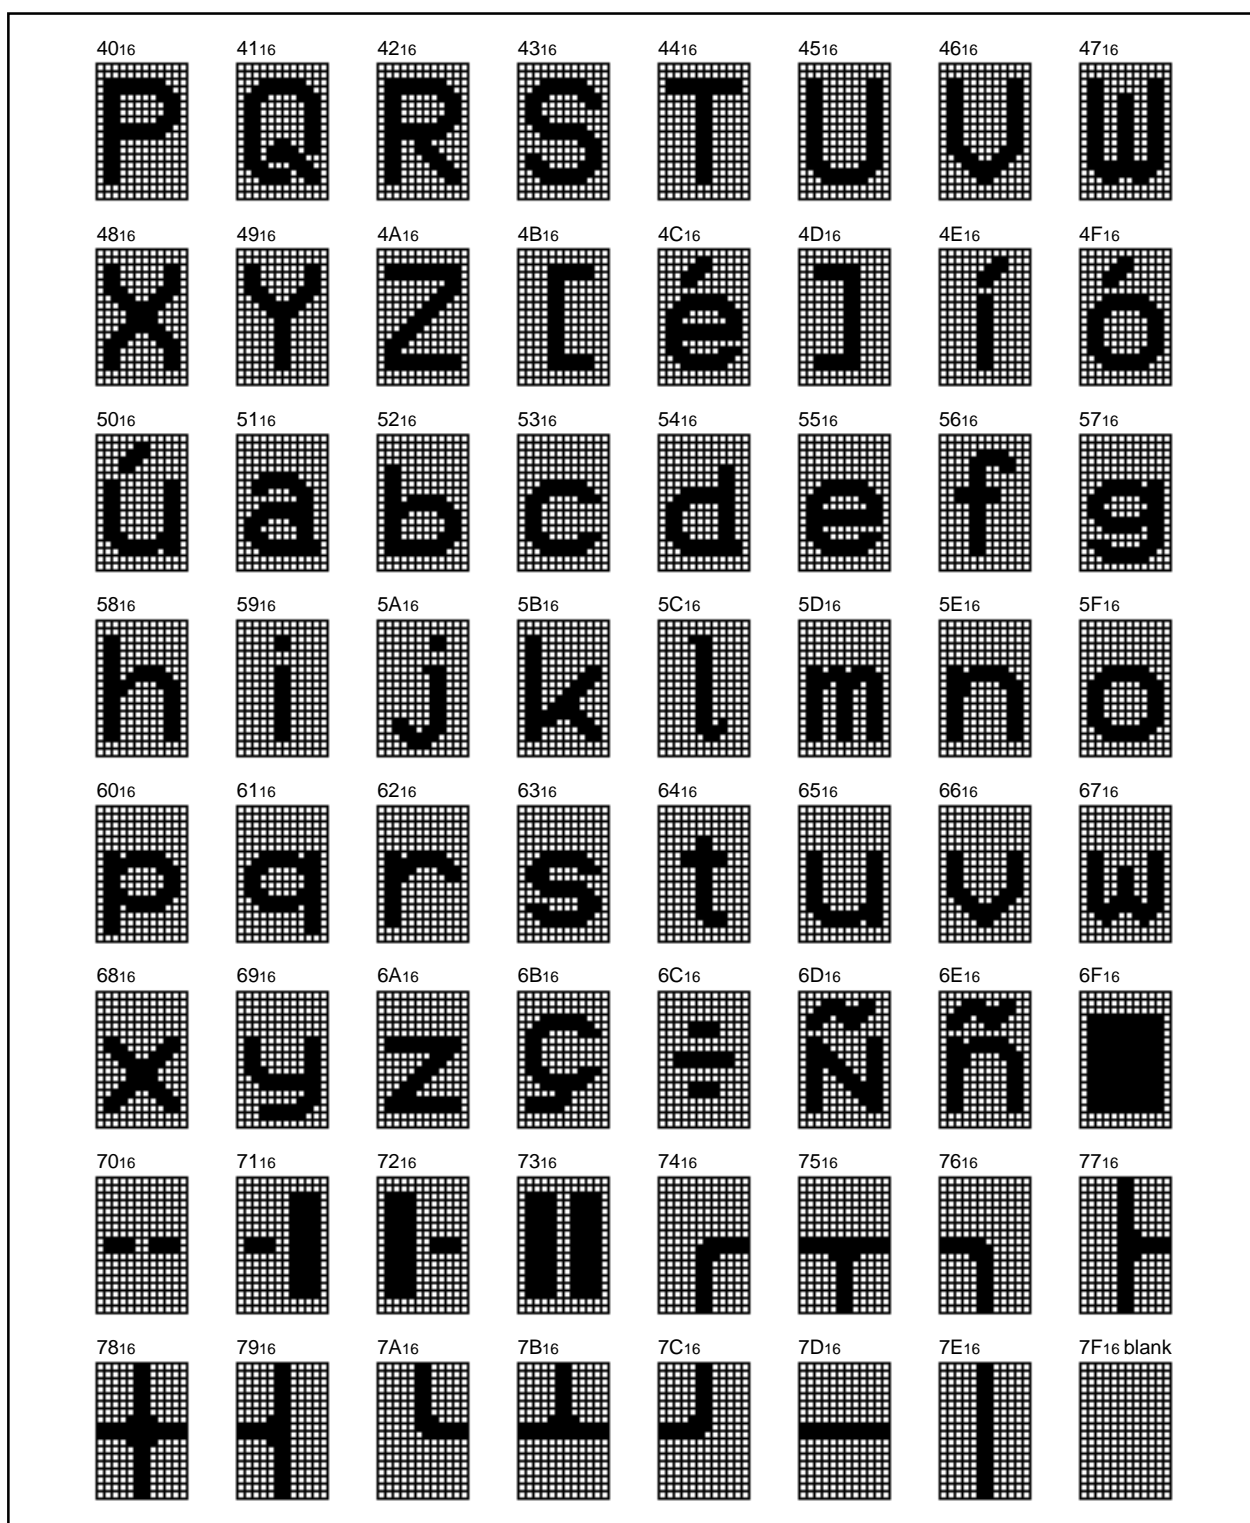 40₁₆ 41₁₆ 42₁₆ 43₁₆ 44₁₆ 45₁₆ 46₁₆ 47₁₆
P Q R S T U V W
48₁₆ 49₁₆ 4A₁₆ 4B₁₆ 4C₁₆ 4D₁₆ 4E₁₆ 4F₁₆
X Y Z [ é ] í ó
50₁₆ 51₁₆ 52₁₆ 53₁₆ 54₁₆ 55₁₆ 56₁₆ 57₁₆
ú a b c d e f g
58₁₆ 59₁₆ 5A₁₆ 5B₁₆ 5C₁₆ 5D₁₆ 5E₁₆ 5F₁₆
h i j k l m n o
60₁₆ 61₁₆ 62₁₆ 63₁₆ 64₁₆ 65₁₆ 66₁₆ 67₁₆
p q r s t u v w
68₁₆ 69₁₆ 6A₁₆ 6B₁₆ 6C₁₆ 6D₁₆ 6E₁₆ 6F₁₆
x y z ç ÷ Ñ ñ ■
70₁₆ 71₁₆ 72₁₆ 73₁₆ 74₁₆ 75₁₆ 76₁₆ 77₁₆
78₁₆ 79₁₆ 7A₁₆ 7B₁₆ 7C₁₆ 7D₁₆ 7E₁₆ 7F₁₆ blank